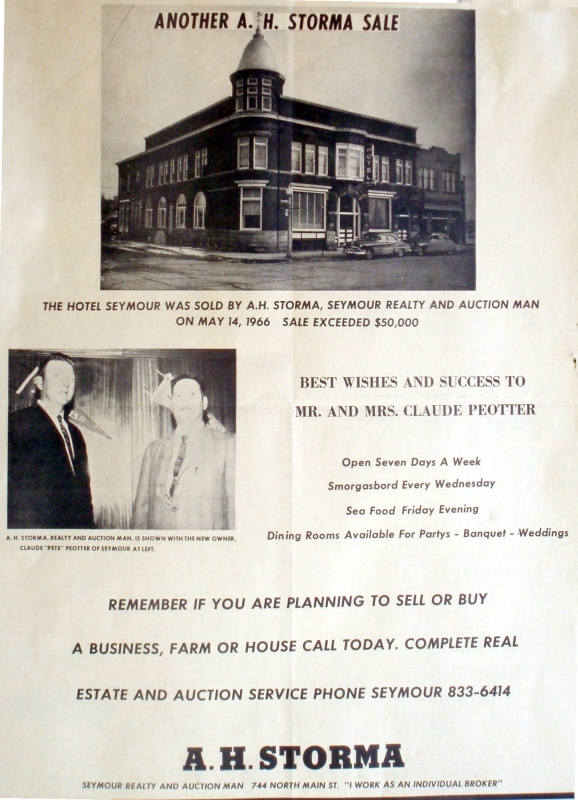 ANOTHER A. H. STORMA SALE
HOTEL
THE HOTEL SEYMOUR WAS SOLD BY A.H. STORMA, SEYMOUR REALTY AND AUCTION MAN
ON MAY 14, 1966 SALE EXCEEDED $50,000
A. H. STORMA, REALTY AND AUCTION MAN, IS SHOWN WITH THE NEW OWNER,
CLAUDE "PETE" PEOTTER OF SEYMOUR AT LEFT.
BEST WISHES AND SUCCESS TO
MR. AND MRS. CLAUDE PEOTTER
Open Seven Days A Week
Smorgasbord Every Wednesday
Sea Food Friday Evening
Dining Rooms Available For Partys - Banquet - Weddings
REMEMBER IF YOU ARE PLANNING TO SELL OR BUY
A BUSINESS, FARM OR HOUSE CALL TODAY. COMPLETE REAL
ESTATE AND AUCTION SERVICE PHONE SEYMOUR 833-6414
A. H. STORMA
SEYMOUR REALTY AND AUCTION MAN 744 NORTH MAIN ST. "I WORK AS AN INDIVIDUAL BROKER"